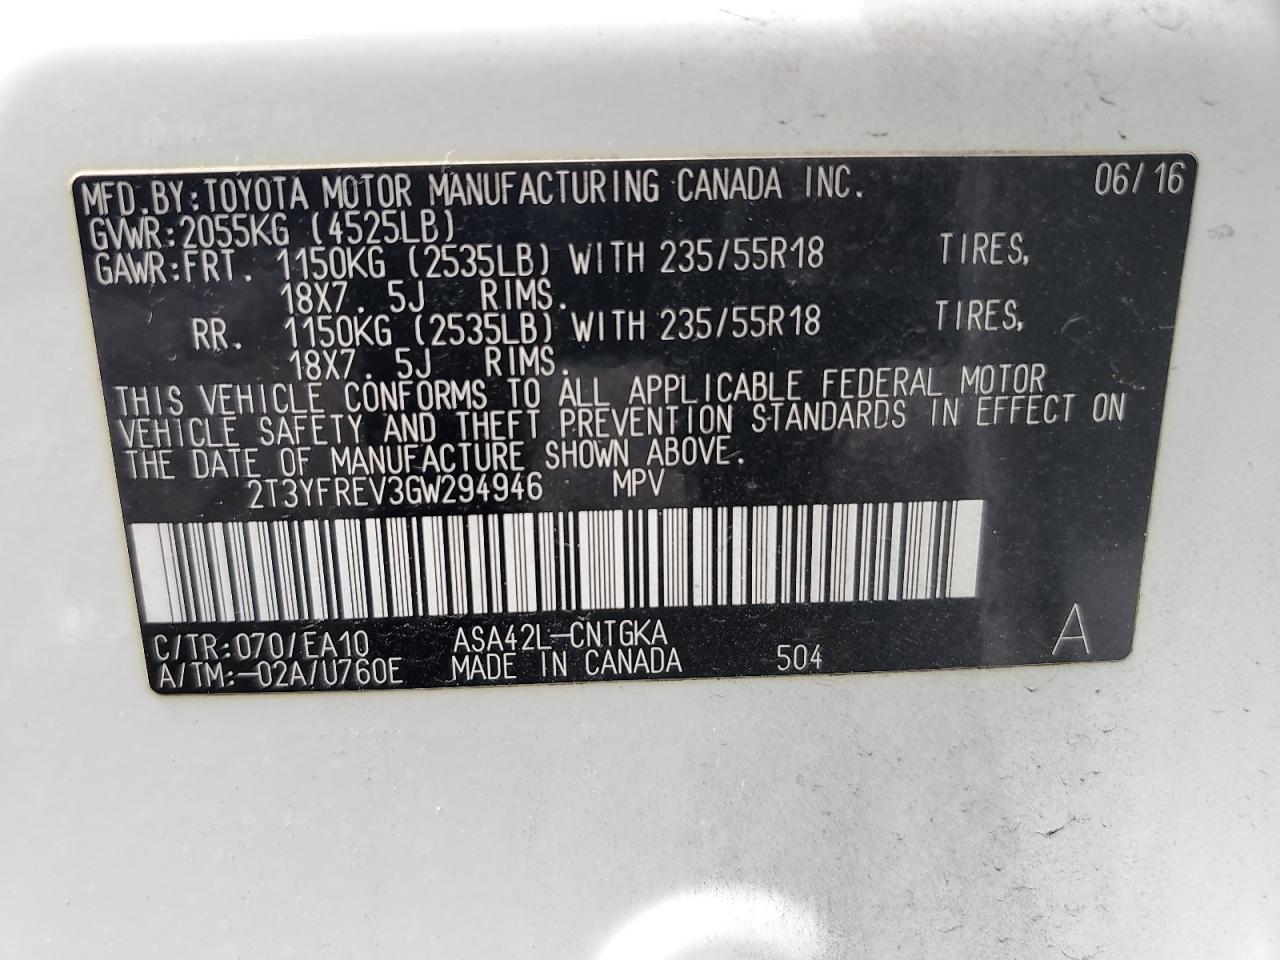 MFD.BY:TOYOTA MOTOR MANUFACTURING CANADA INC. 06/16
GVWR:2055KG (4525LB)
GAWR:FRT. 1150KG (2535LB) WITH 235/55R18 TIRES,
18X7.5J RIMS.
RR. 1150KG (2535LB) WITH 235/55R18 TIRES,
18X7.5J RIMS.
THIS VEHICLE CONFORMS TO ALL APPLICABLE FEDERAL MOTOR
VEHICLE SAFETY AND THEFT PREVENTION STANDARDS IN EFFECT ON
THE DATE OF MANUFACTURE SHOWN ABOVE.
2T3YFREV3GW294946 MPV
C/TR:070/EA10 ASA42L-CNTGKA
A/TM:-02A/U760E MADE IN CANADA 504 A